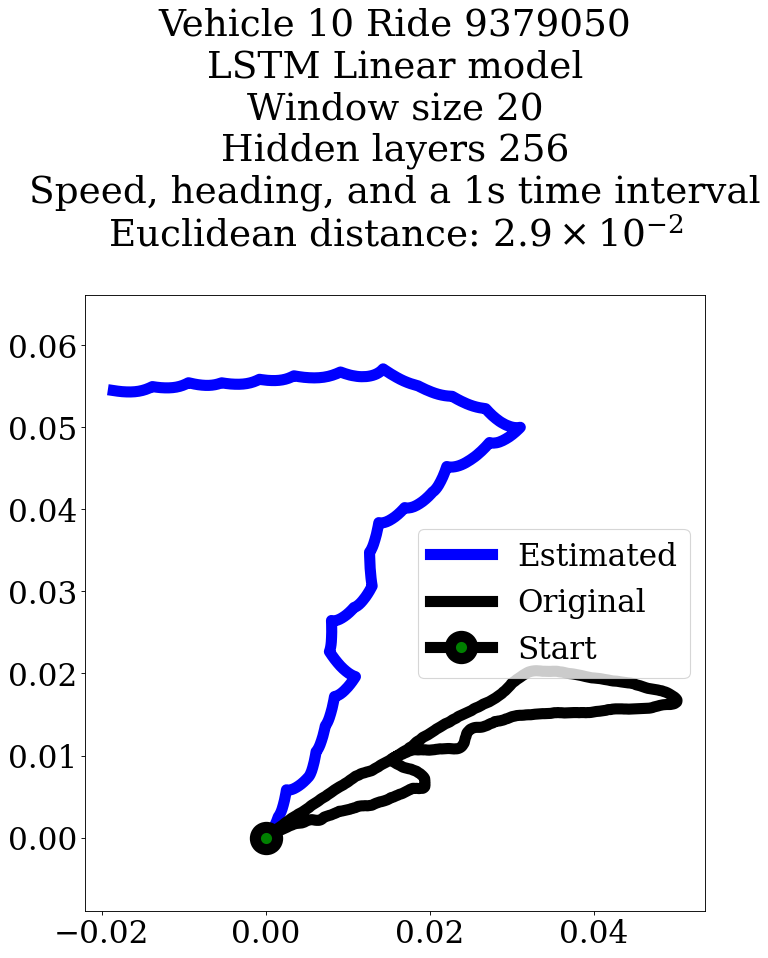 Vehicle 10 Ride 9379050
LSTM Linear model
Window size 20
Hidden layers 256
Speed, heading, and a 1s time interval
Euclidean distance: 2.9 × 10⁻²
0.06
0.05
0.04
0.03
0.02
0.01
0.00
Estimated
Original
Start
−0.02
0.00
0.02
0.04